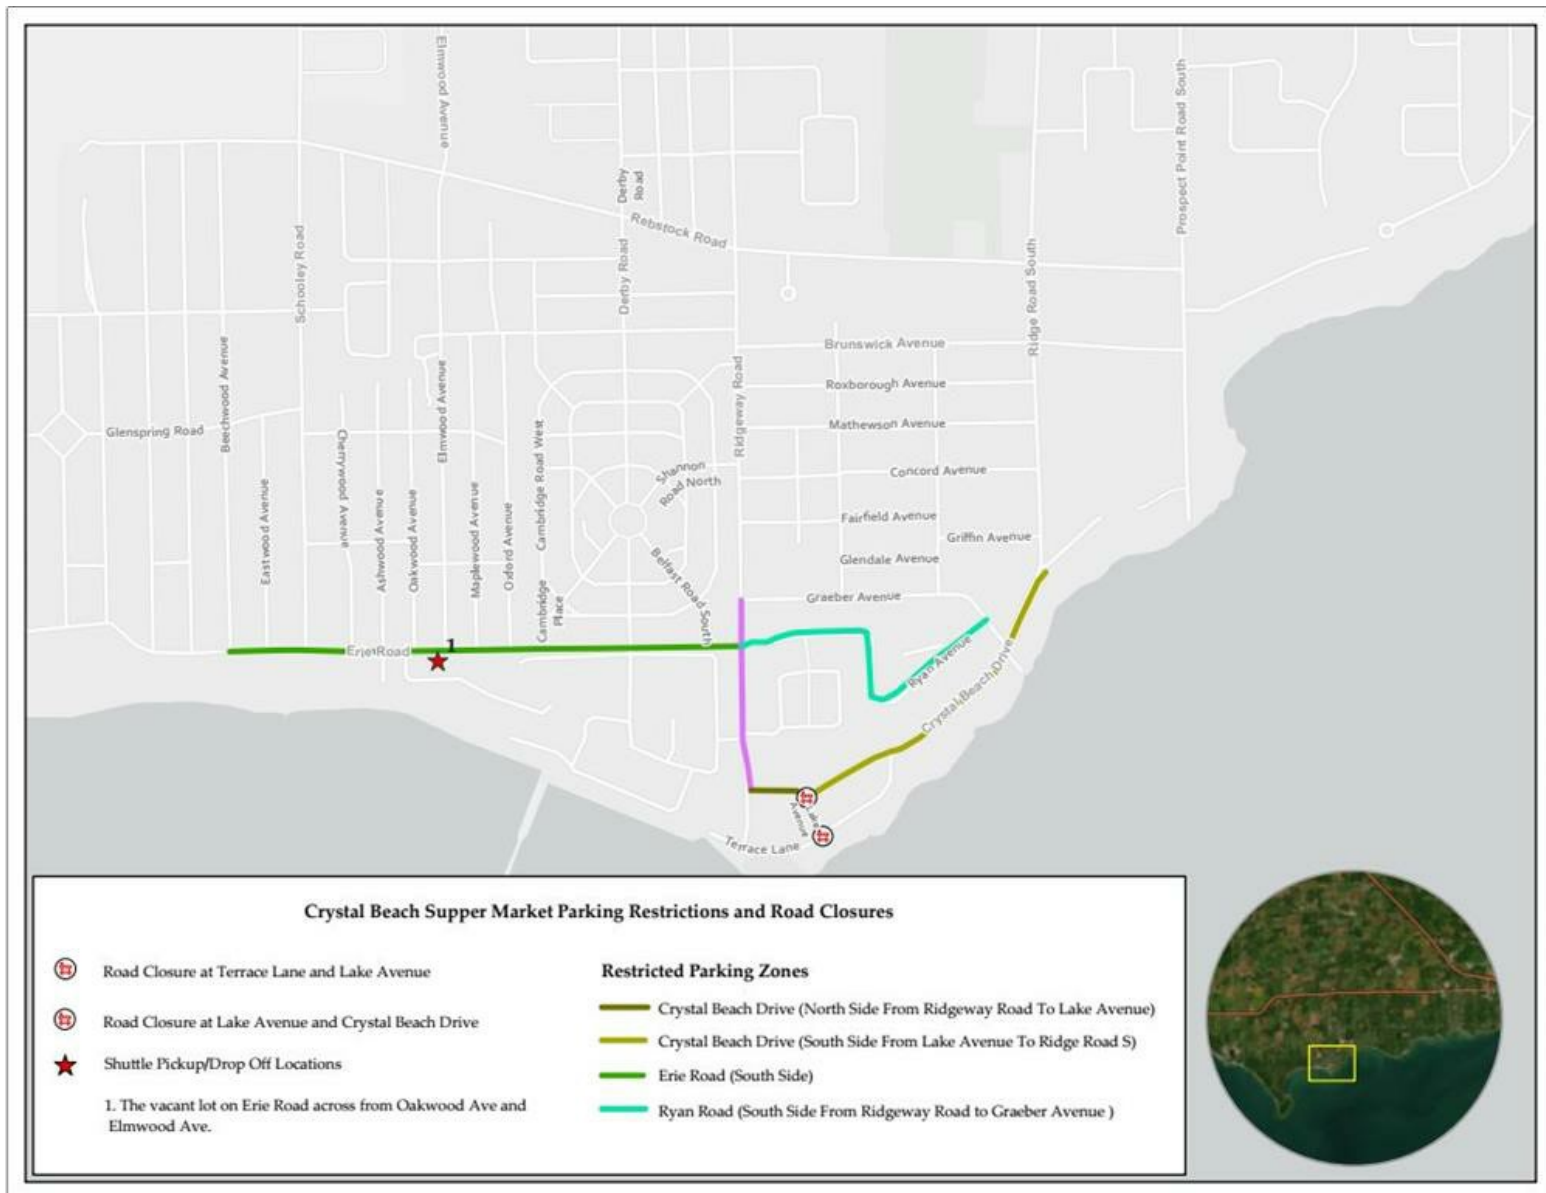 Elmwood Avenue
Prospect Point Road South
Derby
Road
Rebstock Road
Schooley Road
Derby Road
Ridge Road South
Brunswick Avenue
Beechwood Avenue
Elmwood Avenue
Ridgeway Road
Roxborough Avenue
Glenspring Road
Mathewson Avenue
Cherrywood Avenue
Cambridge Road West
Shannon
Road North
Concord Avenue
Eastwood Avenue
Ashwood Avenue
Oakwood Avenue
Maplewood Avenue
Oxford Avenue
Fairfield Avenue
Griffin Avenue
Glendale Avenue
Belfast Road South
Cambridge
Place
Graeber Avenue
1
Erie Road
Ryan Avenue
Crystal Beach Drive
Lake
Avenue
Terrace Lane
Crystal Beach Supper Market Parking Restrictions and Road Closures
Road Closure at Terrace Lane and Lake Avenue
Road Closure at Lake Avenue and Crystal Beach Drive
Shuttle Pickup/Drop Off Locations
1. The vacant lot on Erie Road across from Oakwood Ave and
Elmwood Ave.
Restricted Parking Zones
Crystal Beach Drive (North Side From Ridgeway Road To Lake Avenue)
Crystal Beach Drive (South Side From Lake Avenue To Ridge Road S)
Erie Road (South Side)
Ryan Road (South Side From Ridgeway Road to Graeber Avenue )